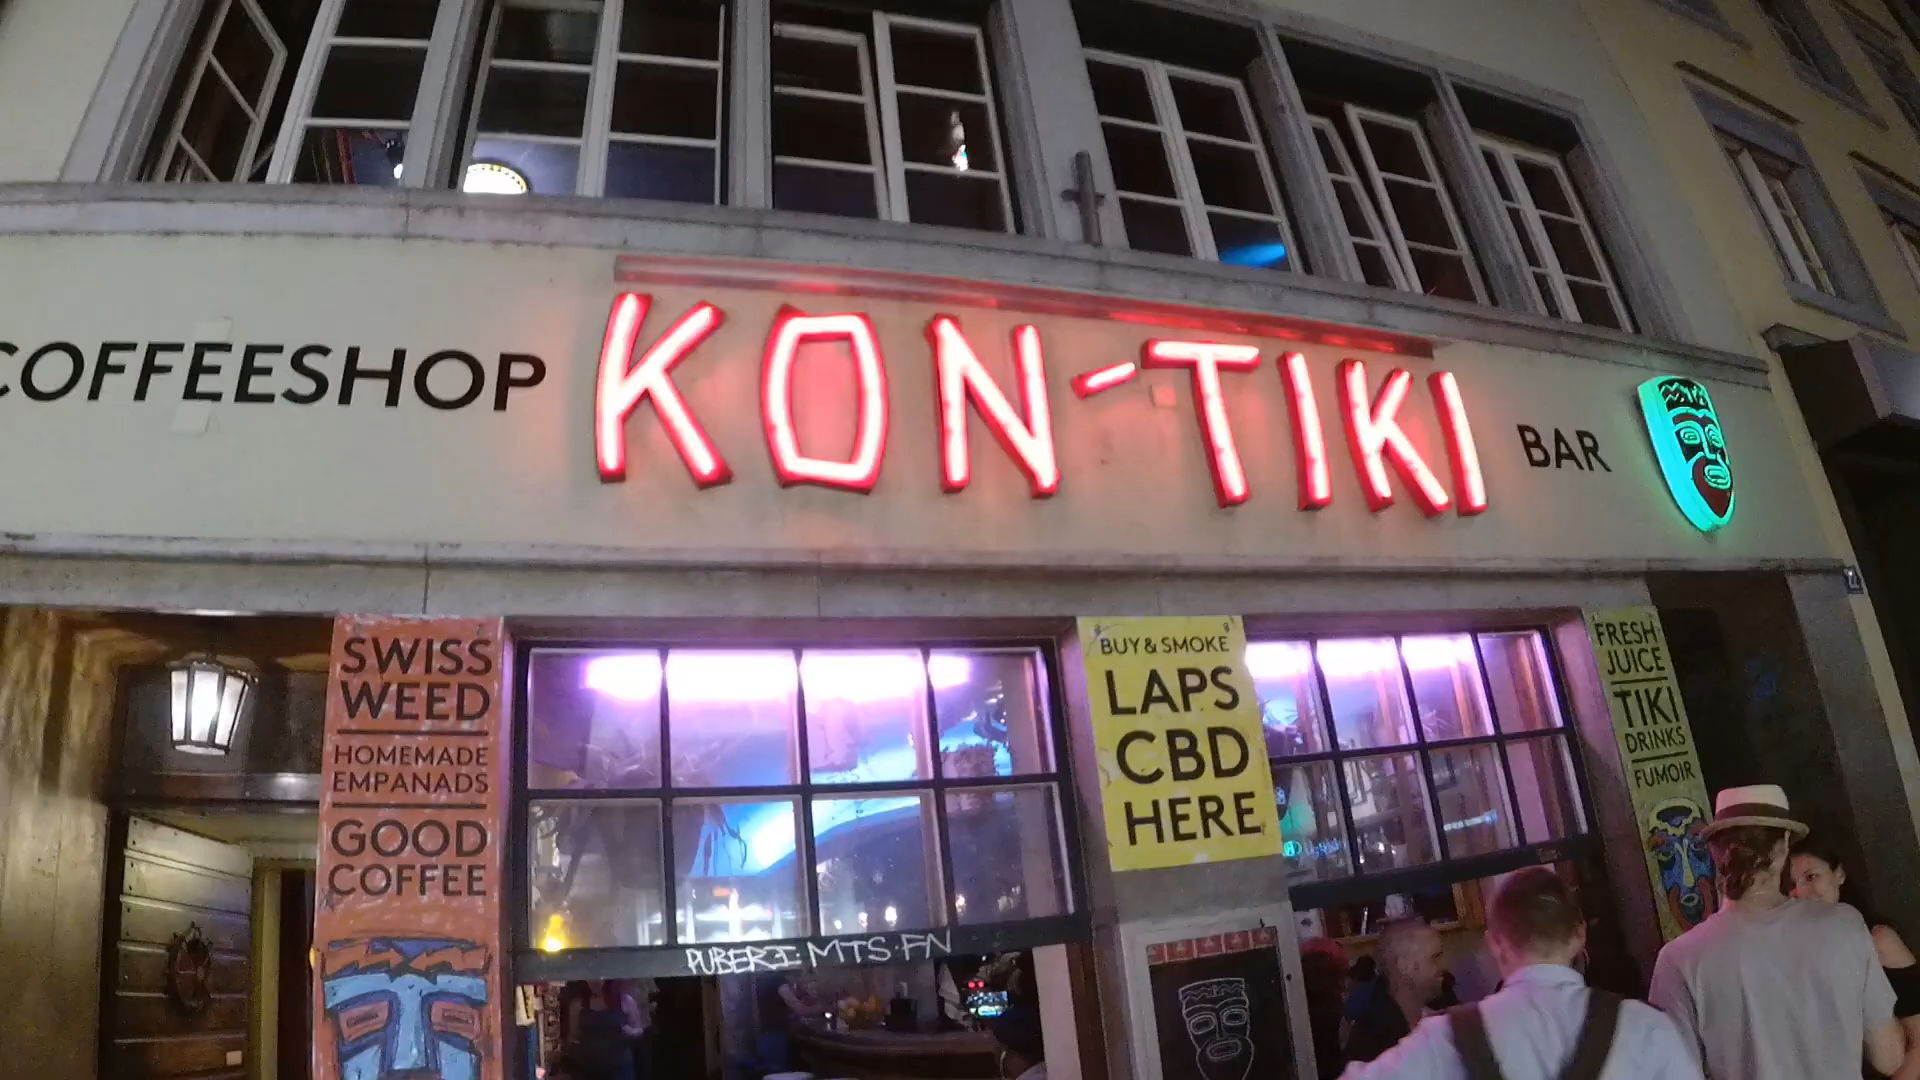 COFFEESHOP
KON-TIKI
BAR
SWISS
WEED
HOMEMADE
EMPANADS
GOOD
COFFEE
PUBERE: MTS·FN
BUY & SMOKE
LAPS
CBD
HERE
FRESH
JUICE
TIKI
DRINKS
FUMOIR